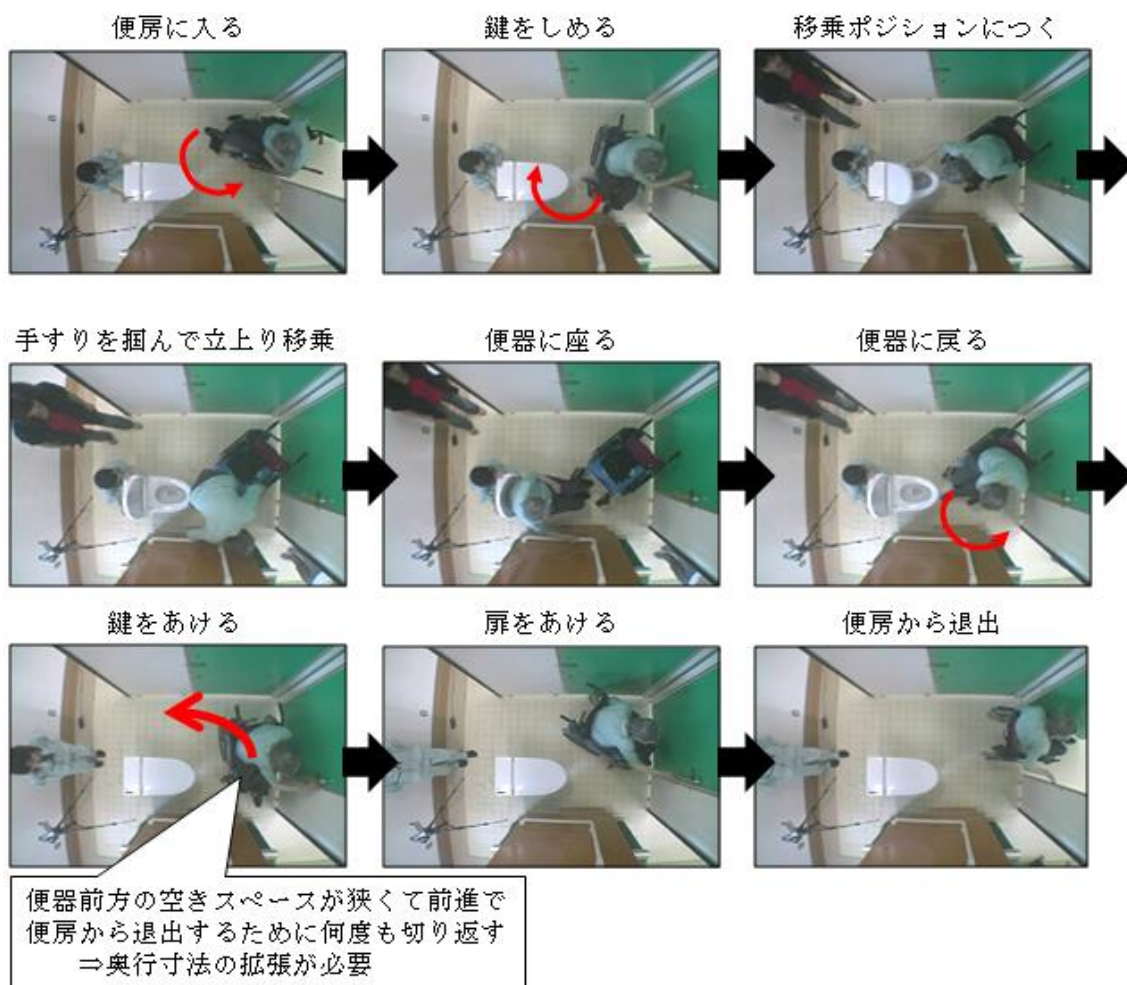 便房に入る
鍵をしめる
移乗ポジションにつく
手すりを掴んで立上り移乗
便器に座る
便器に戻る
鍵をあける
扉をあける
便房から退出
便器前方の空きスペースが狭くて前進で
便房から退出するために何度も切り返す
⇒奥行寸法の拡張が必要